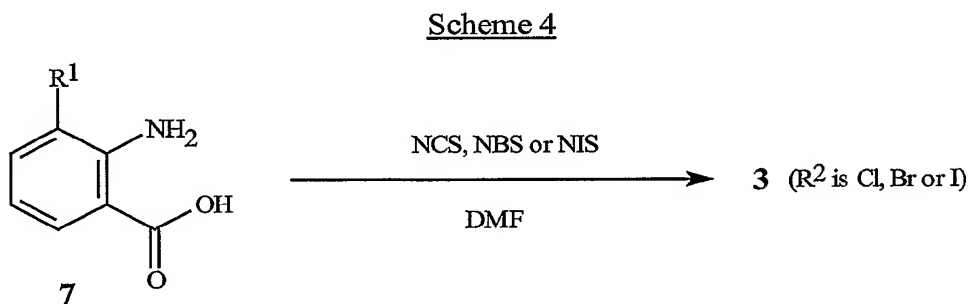 Scheme 4
R1
NH2
OH
O
7
NCS, NBS or NIS
DMF
3 (R2 is Cl, Br or I)